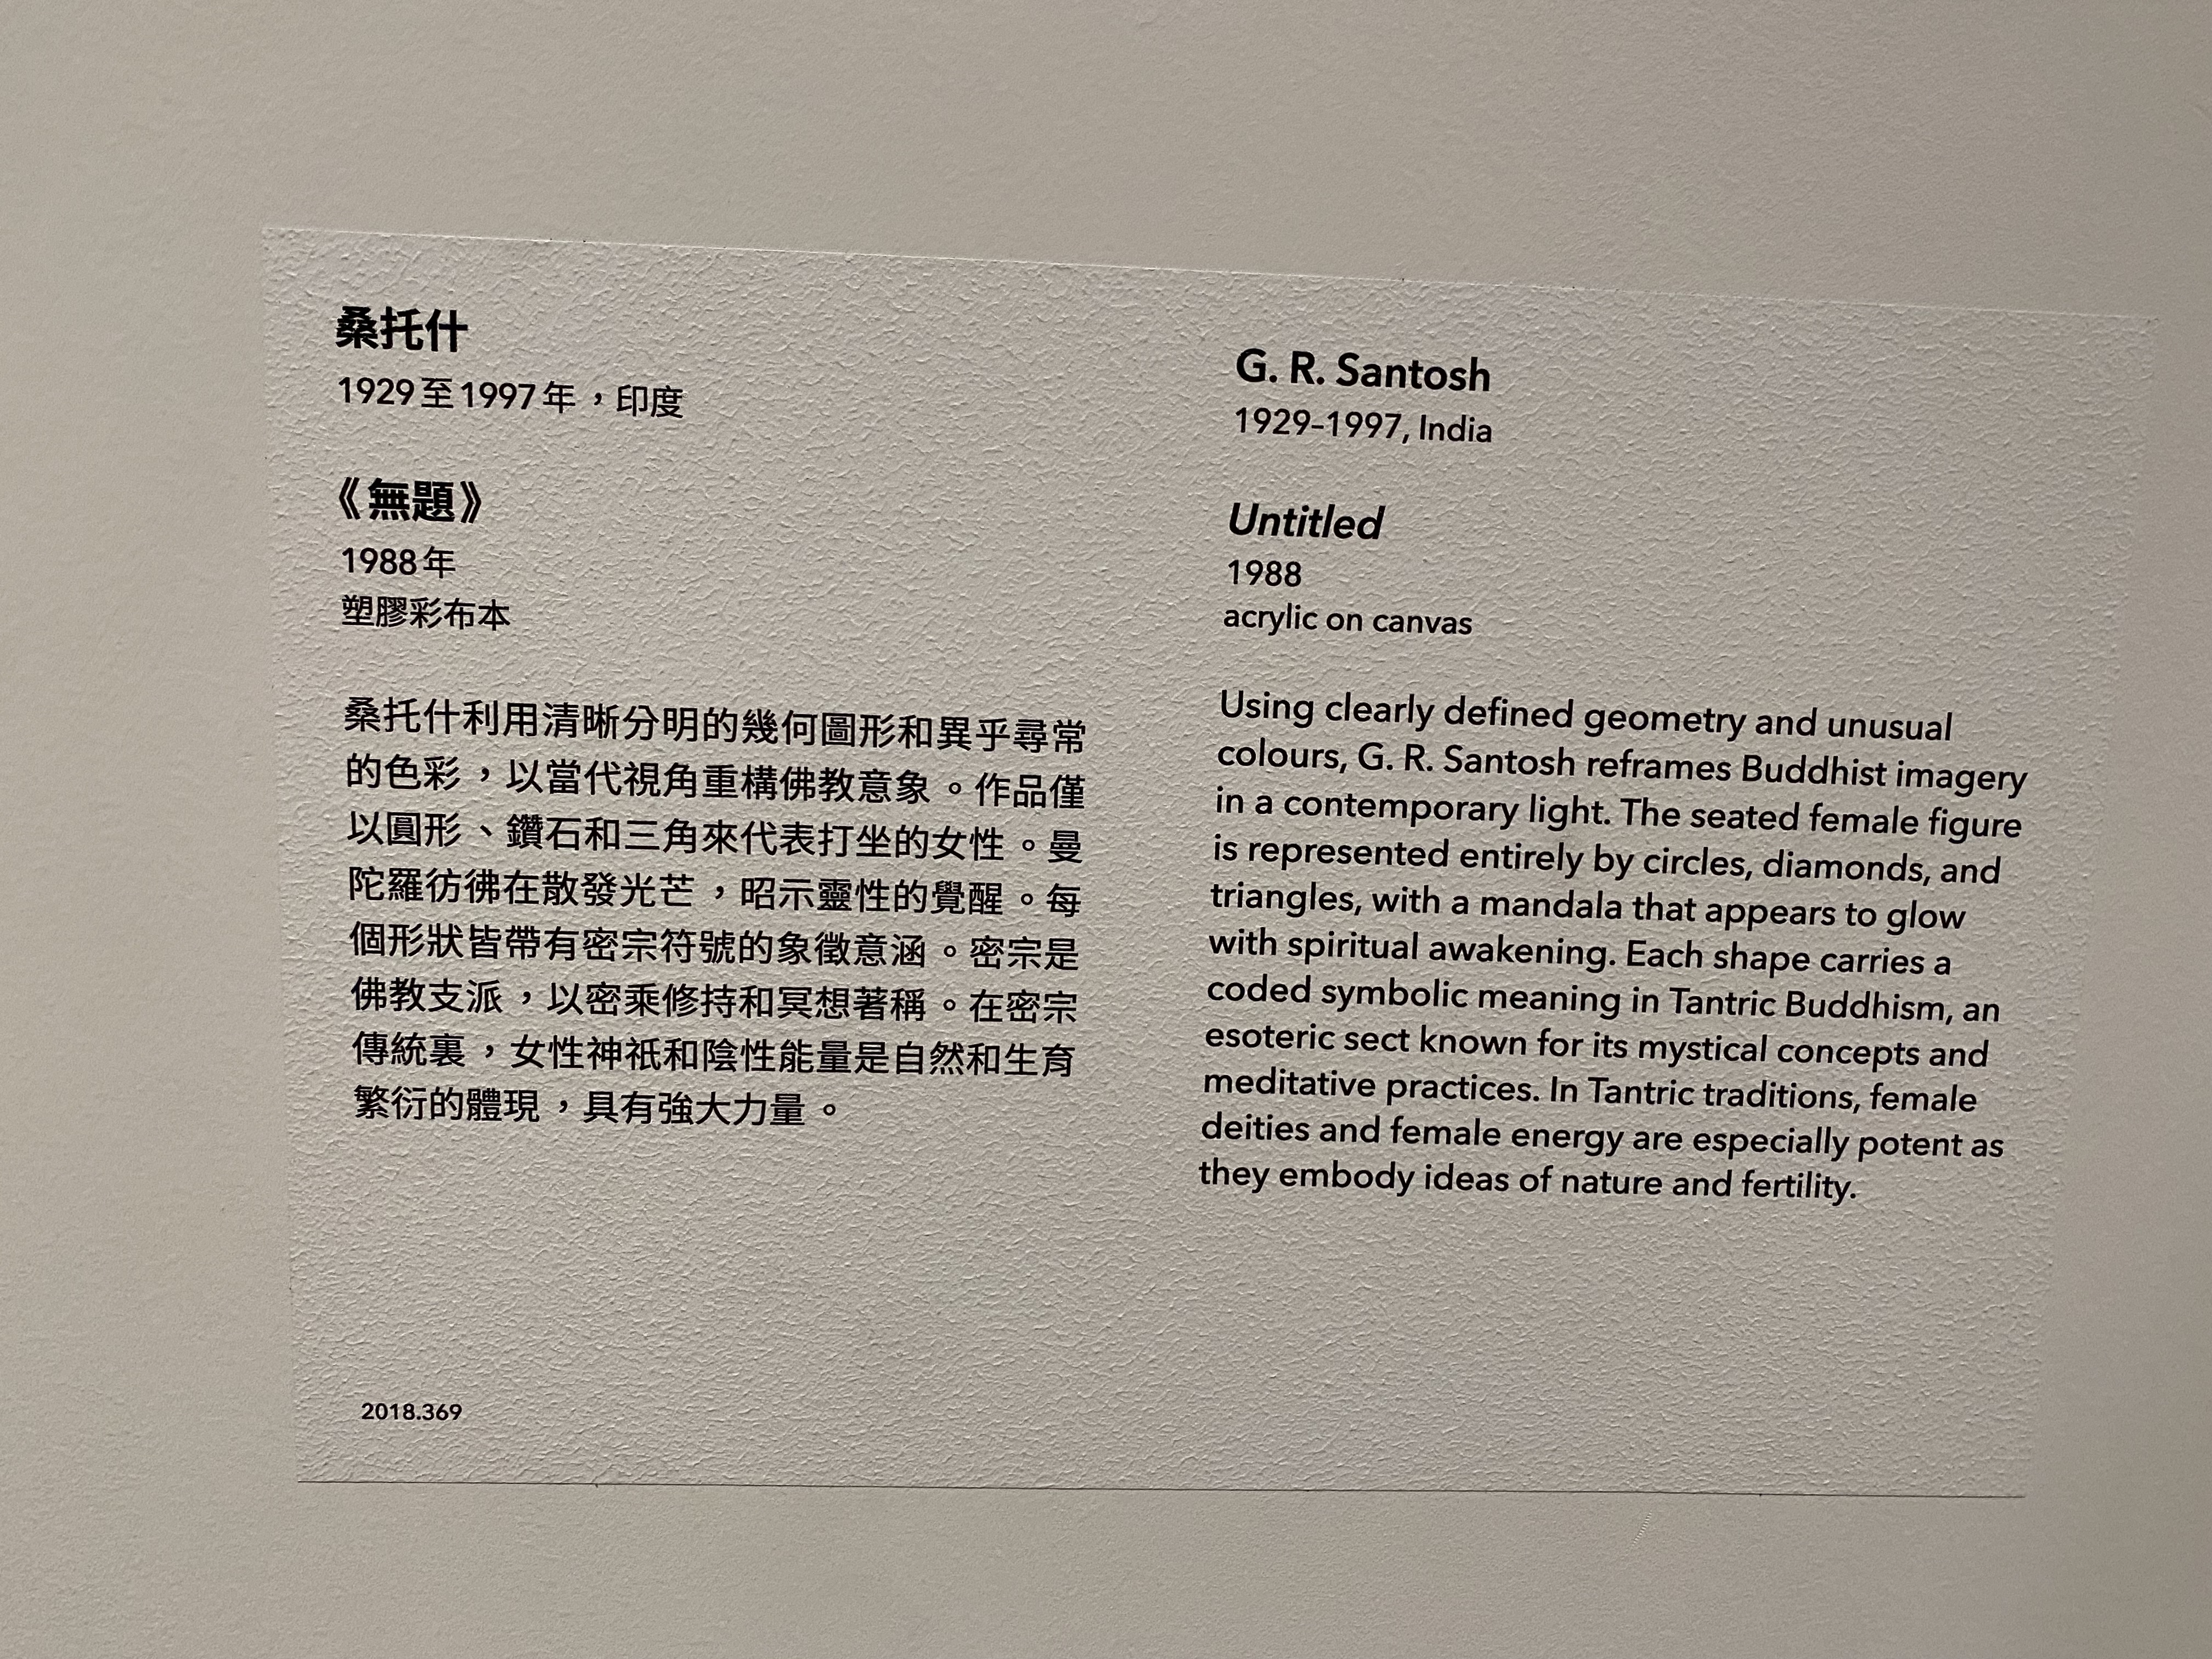 桑托什
1929至1997年，印度
《無題》
1988年
塑膠彩布本
桑托什利用清晰分明的幾何圖形和異乎尋常
的色彩，以當代視角重構佛教意象。作品僅
以圓形、鑽石和三角來代表打坐的女性。曼
陀羅彷彿在散發光芒，昭示靈性的覺醒。每
個形狀皆帶有密宗符號的象徵意涵。密宗是
佛教支派，以密乘修持和冥想著稱。在密宗
傳統裏，女性神祇和陰性能量是自然和生育
繁衍的體現，具有強大力量。
2018.369
G. R. Santosh
1929–1997, India
Untitled
1988
acrylic on canvas
Using clearly defined geometry and unusual
colours, G. R. Santosh reframes Buddhist imagery
in a contemporary light. The seated female figure
is represented entirely by circles, diamonds, and
triangles, with a mandala that appears to glow
with spiritual awakening. Each shape carries a
coded symbolic meaning in Tantric Buddhism, an
esoteric sect known for its mystical concepts and
meditative practices. In Tantric traditions, female
deities and female energy are especially potent as
they embody ideas of nature and fertility.